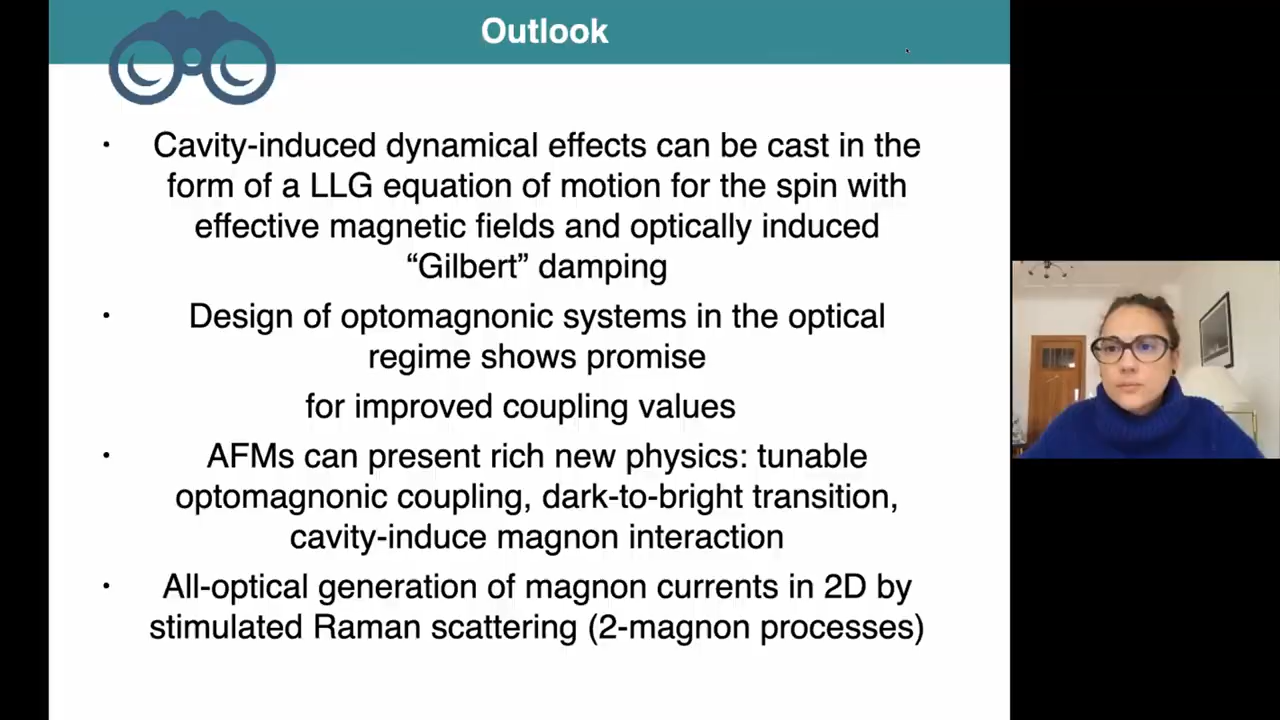 Outlook
· Cavity-induced dynamical effects can be cast in the
form of a LLG equation of motion for the spin with
effective magnetic fields and optically induced
“Gilbert” damping
· Design of optomagnonic systems in the optical
regime shows promise
for improved coupling values
· AFMs can present rich new physics: tunable
optomagnonic coupling, dark-to-bright transition,
cavity-induce magnon interaction
· All-optical generation of magnon currents in 2D by
stimulated Raman scattering (2-magnon processes)